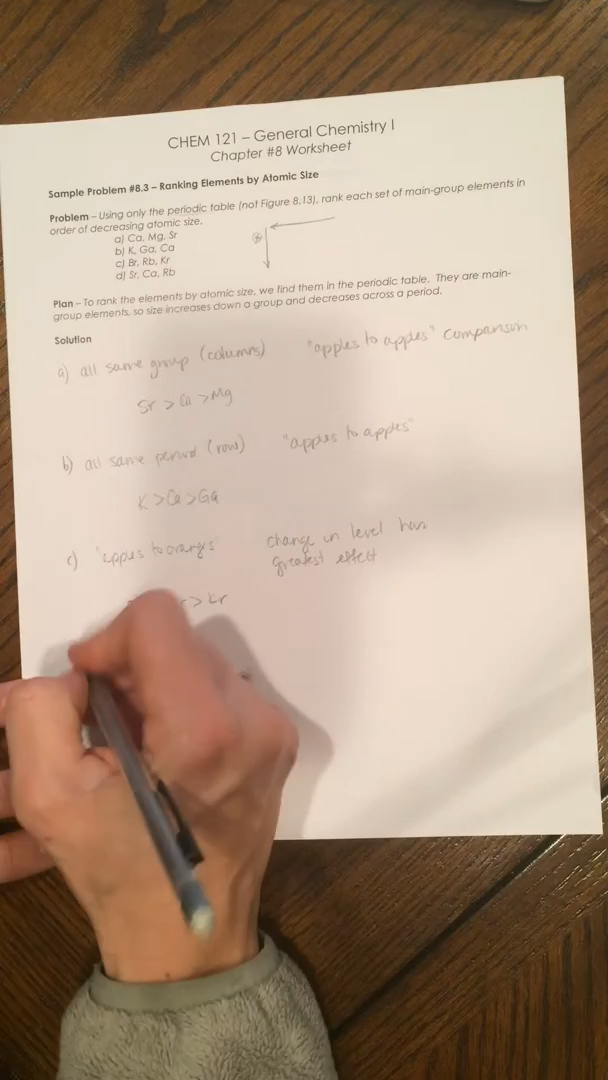 CHEM 121 – General Chemistry I
Chapter #8 Worksheet
Sample Problem #8.3 – Ranking Elements by Atomic Size
Problem – Using only the periodic table (not Figure 8.13), rank each set of main-group elements in
order of decreasing atomic size.
a) Ca, Mg, Sr
b) K, Ga, Ca
c) Br, Rb, Kr
d) Sr, Ca, Rb
Plan – To rank the elements by atomic size, we find them in the periodic table. They are main-
group elements, so size increases down a group and decreases across a period.
Solution
a) all same group (columns) "apples to apples" comparison
Sr > Ca > Mg
b) all same period (row) "apples to apples"
K > Ca > Ga
c) "apples to oranges" change in level has
greatest effect
> Kr